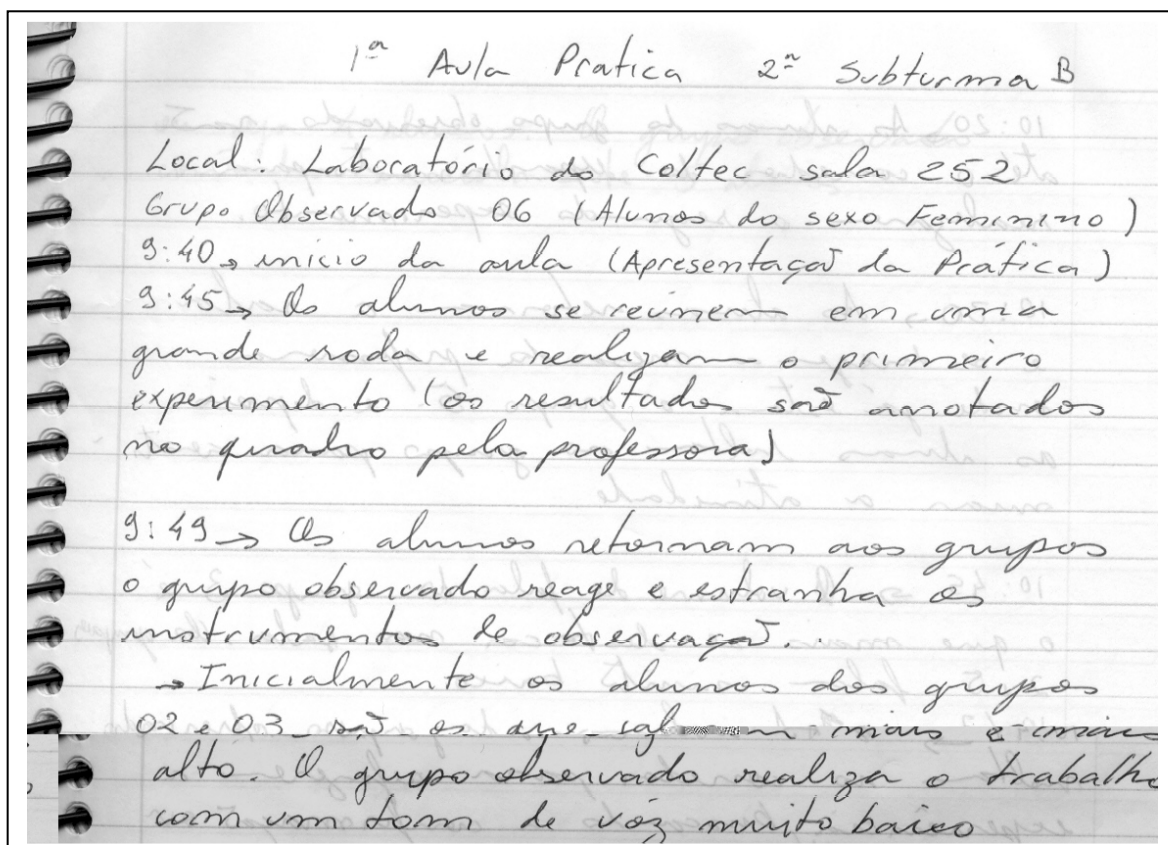 1ª Aula Pratica 2ª Subturma B
Local: Laboratório do Coltec sala 252
Grupo Observado 06 (Alunos do sexo Feminino)
9:40 → inicio da aula (Apresentação da Prática)
9:45 → Os alunos se reunem em uma
grande roda e realizam o primeiro
experimento (os resultados são anotados
no quadro pela professora)
9:49 → Os alunos retornam aos grupos
o grupo observado reage e estranha os
instrumentos de observação.
→ Inicialmente os alunos dos grupos
02 e 03 são os que mais e mais
alto. O grupo observado realiza o trabalho
com um tom de vóz muito baixo